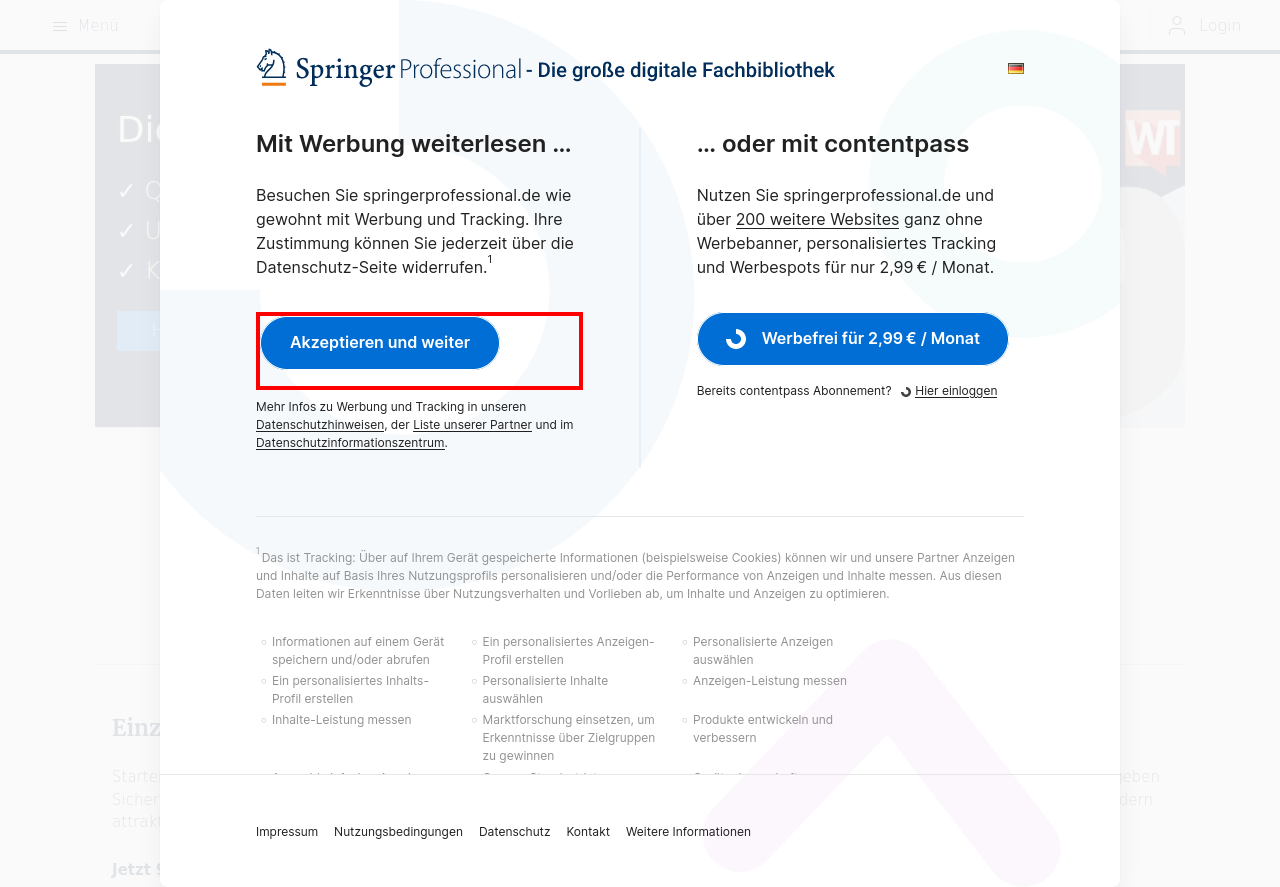 Menü
Login
Springer Professional - Die große digitale Fachbibliothek
Mit Werbung weiterlesen ...
Besuchen Sie springerprofessional.de wie
gewohnt mit Werbung und Tracking. Ihre
Zustimmung können Sie jederzeit über die
Datenschutz-Seite widerrufen.1
Akzeptieren und weiter
Mehr Infos zu Werbung und Tracking in unseren
Datenschutzhinweisen, der Liste unserer Partner und im
Datenschutzinformationszentrum.
... oder mit contentpass
Nutzen Sie springerprofessional.de und
über 200 weitere Websites ganz ohne
Werbebanner, personalisiertes Tracking
und Werbespots für nur 2,99 € / Monat.
Werbefrei für 2,99 € / Monat
Bereits contentpass Abonnement? Hier einloggen
1 Das ist Tracking: Über auf Ihrem Gerät gespeicherte Informationen (beispielsweise Cookies) können wir und unsere Partner Anzeigen
und Inhalte auf Basis Ihres Nutzungsprofils personalisieren und/oder die Performance von Anzeigen und Inhalte messen. Aus diesen
Daten leiten wir Erkenntnisse über Nutzungsverhalten und Vorlieben ab, um Inhalte und Anzeigen zu optimieren.
Informationen auf einem Gerät
speichern und/oder abrufen
Ein personalisiertes Anzeigen-
Profil erstellen
Personalisierte Anzeigen
auswählen
Ein personalisiertes Inhalts-
Profil erstellen
Personalisierte Inhalte
auswählen
Anzeigen-Leistung messen
Inhalte-Leistung messen
Marktforschung einsetzen, um
Erkenntnisse über Zielgruppen
zu gewinnen
Produkte entwickeln und
verbessern
Impressum Nutzungsbedingungen Datenschutz Kontakt Weitere Informationen
WT